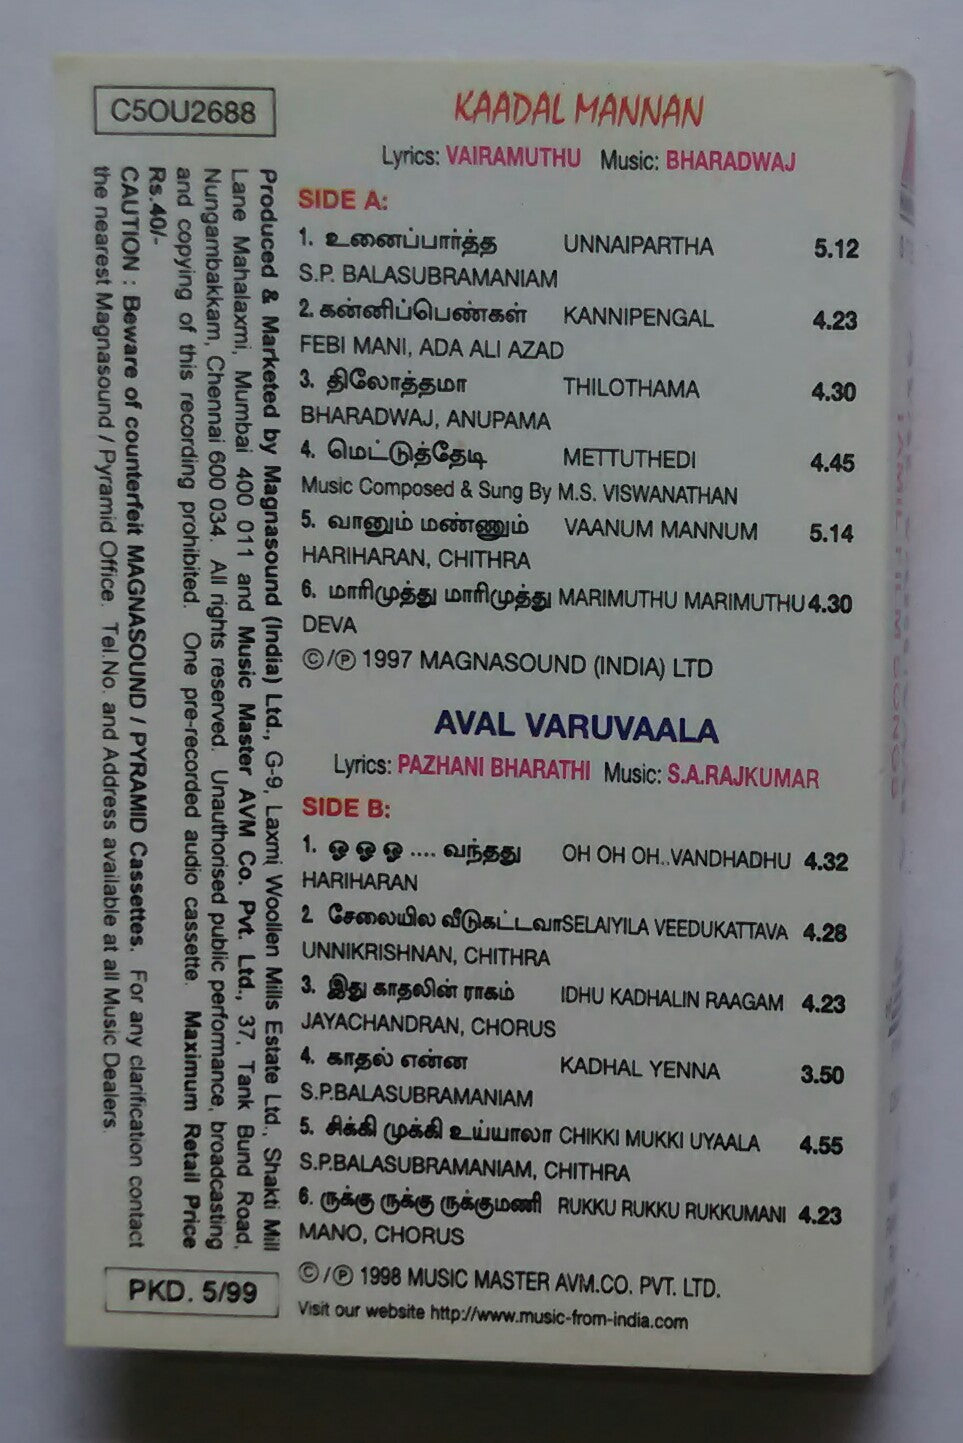 C5OU2688
KAADAL MANNAN
Lyrics: VAIRAMUTHU Music: BHARADWAJ
SIDE A:
1. உனைப்பார்த்த UNNAIPARTHA 5.12
S.P. BALASUBRAMANIAM
2. கன்னிப்பெண்கள் KANNIPENGAL 4.23
FEBI MANI, ADA ALI AZAD
3. திலோத்தமா THILOTHAMA 4.30
BHARADWAJ, ANUPAMA
4. மெட்டுத்தேடி METTUTHEDI 4.45
Music Composed & Sung By M.S. VISWANATHAN
5. வானும் மண்ணும் VAANUM MANNUM 5.14
HARIHARAN, CHITHRA
6. மாரிமுத்து மாரிமுத்து MARIMUTHU MARIMUTHU 4.30
DEVA
©/℗ 1997 MAGNASOUND (INDIA) LTD
AVAL VARUVAALA
Lyrics: PAZHANI BHARATHI Music: S.A.RAJKUMAR
SIDE B:
1. ஓ ஓ ஓ .... வந்தது OH OH OH..VANDHADHU 4.32
HARIHARAN
2. சேலையில வீடுகட்டவா SELAIYILA VEEDUKATTAVA 4.28
UNNIKRISHNAN, CHITHRA
3. இது காதலின் ராகம் IDHU KADHALIN RAAGAM 4.23
JAYACHANDRAN, CHORUS
4. காதல் என்ன KADHAL YENNA 3.50
S.P.BALASUBRAMANIAM
5. சிக்கி முக்கி உய்யாலா CHIKKI MUKKI UYAALA 4.55
S.P.BALASUBRAMANIAM, CHITHRA
6. ருக்கு ருக்கு ருக்குமணி RUKKU RUKKU RUKKUMANI 4.23
MANO, CHORUS
©/℗ 1998 MUSIC MASTER AVM.CO. PVT. LTD.
Visit our website http://www.music-from-india.com
Produced & Marketed by Magnasound (India) Ltd., G-9, Laxmi Woollen Mills Estate Ltd., Shakti Mill
Lane Mahalaxmi, Mumbai 400 011 and Music Master AVM Co. Pvt. Ltd., 37, Tank Bund Road,
Nungambakkam, Chennai 600 034. All rights reserved. Unauthorised public performance, broadcasting
and copying of this recording prohibited. One pre-recorded audio cassette. Maximum Retail Price
Rs.40/-
CAUTION : Beware of counterfeit MAGNASOUND / PYRAMID Cassettes. For any clarification contact
the nearest Magnasound / Pyramid Office. Tel.No. and Address available at all Music Dealers.
PKD. 5/99